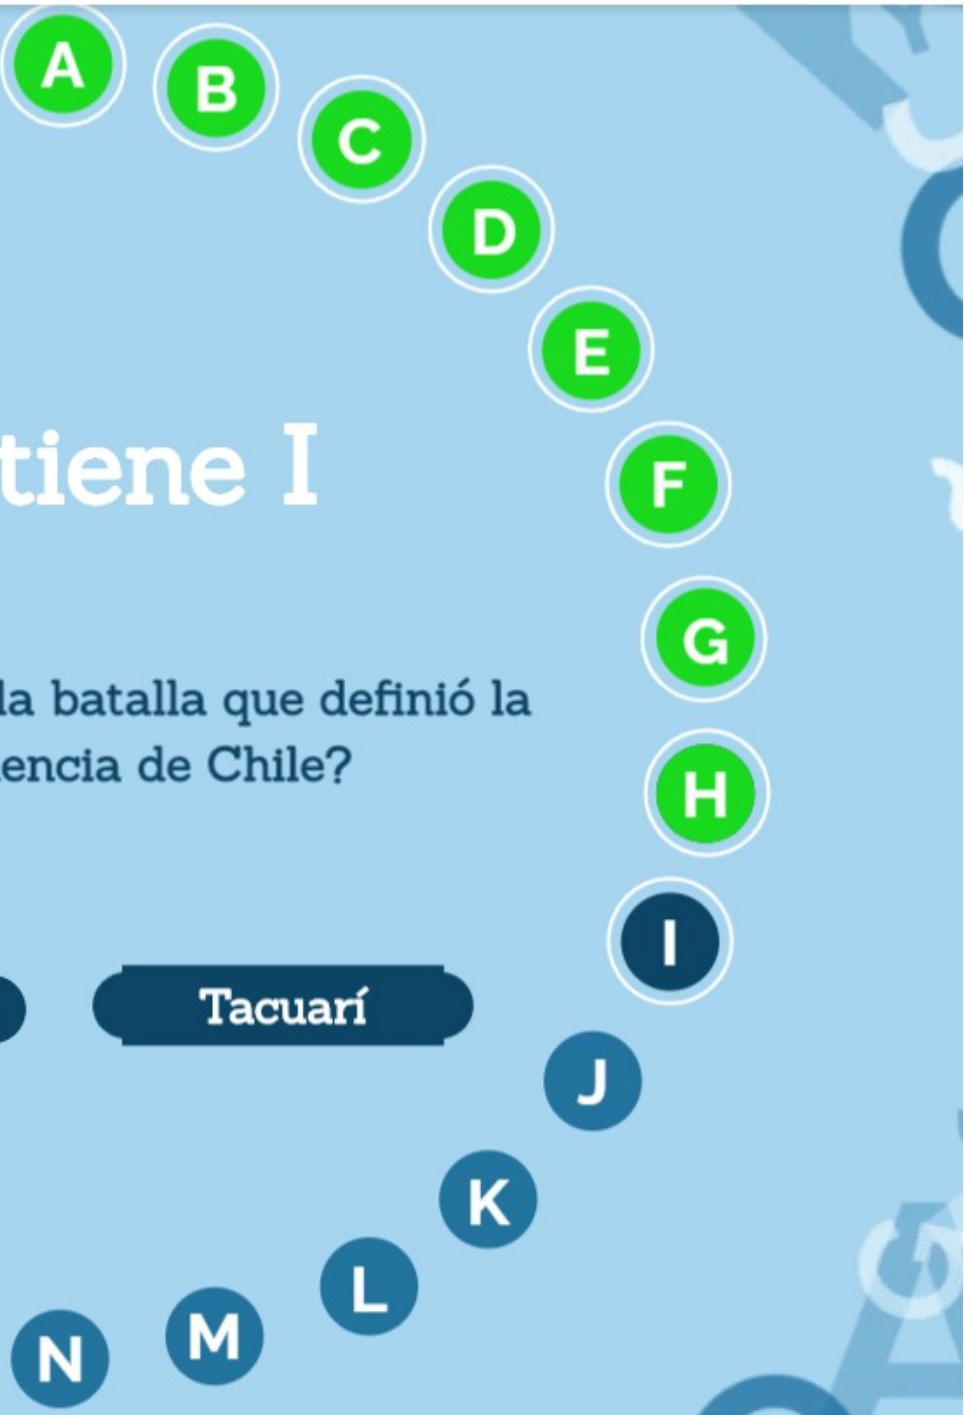 A
B
C
D
E
tiene I
F
G
la batalla que definió la
encia de Chile?
H
I
Tacuarí
J
K
L
M
N